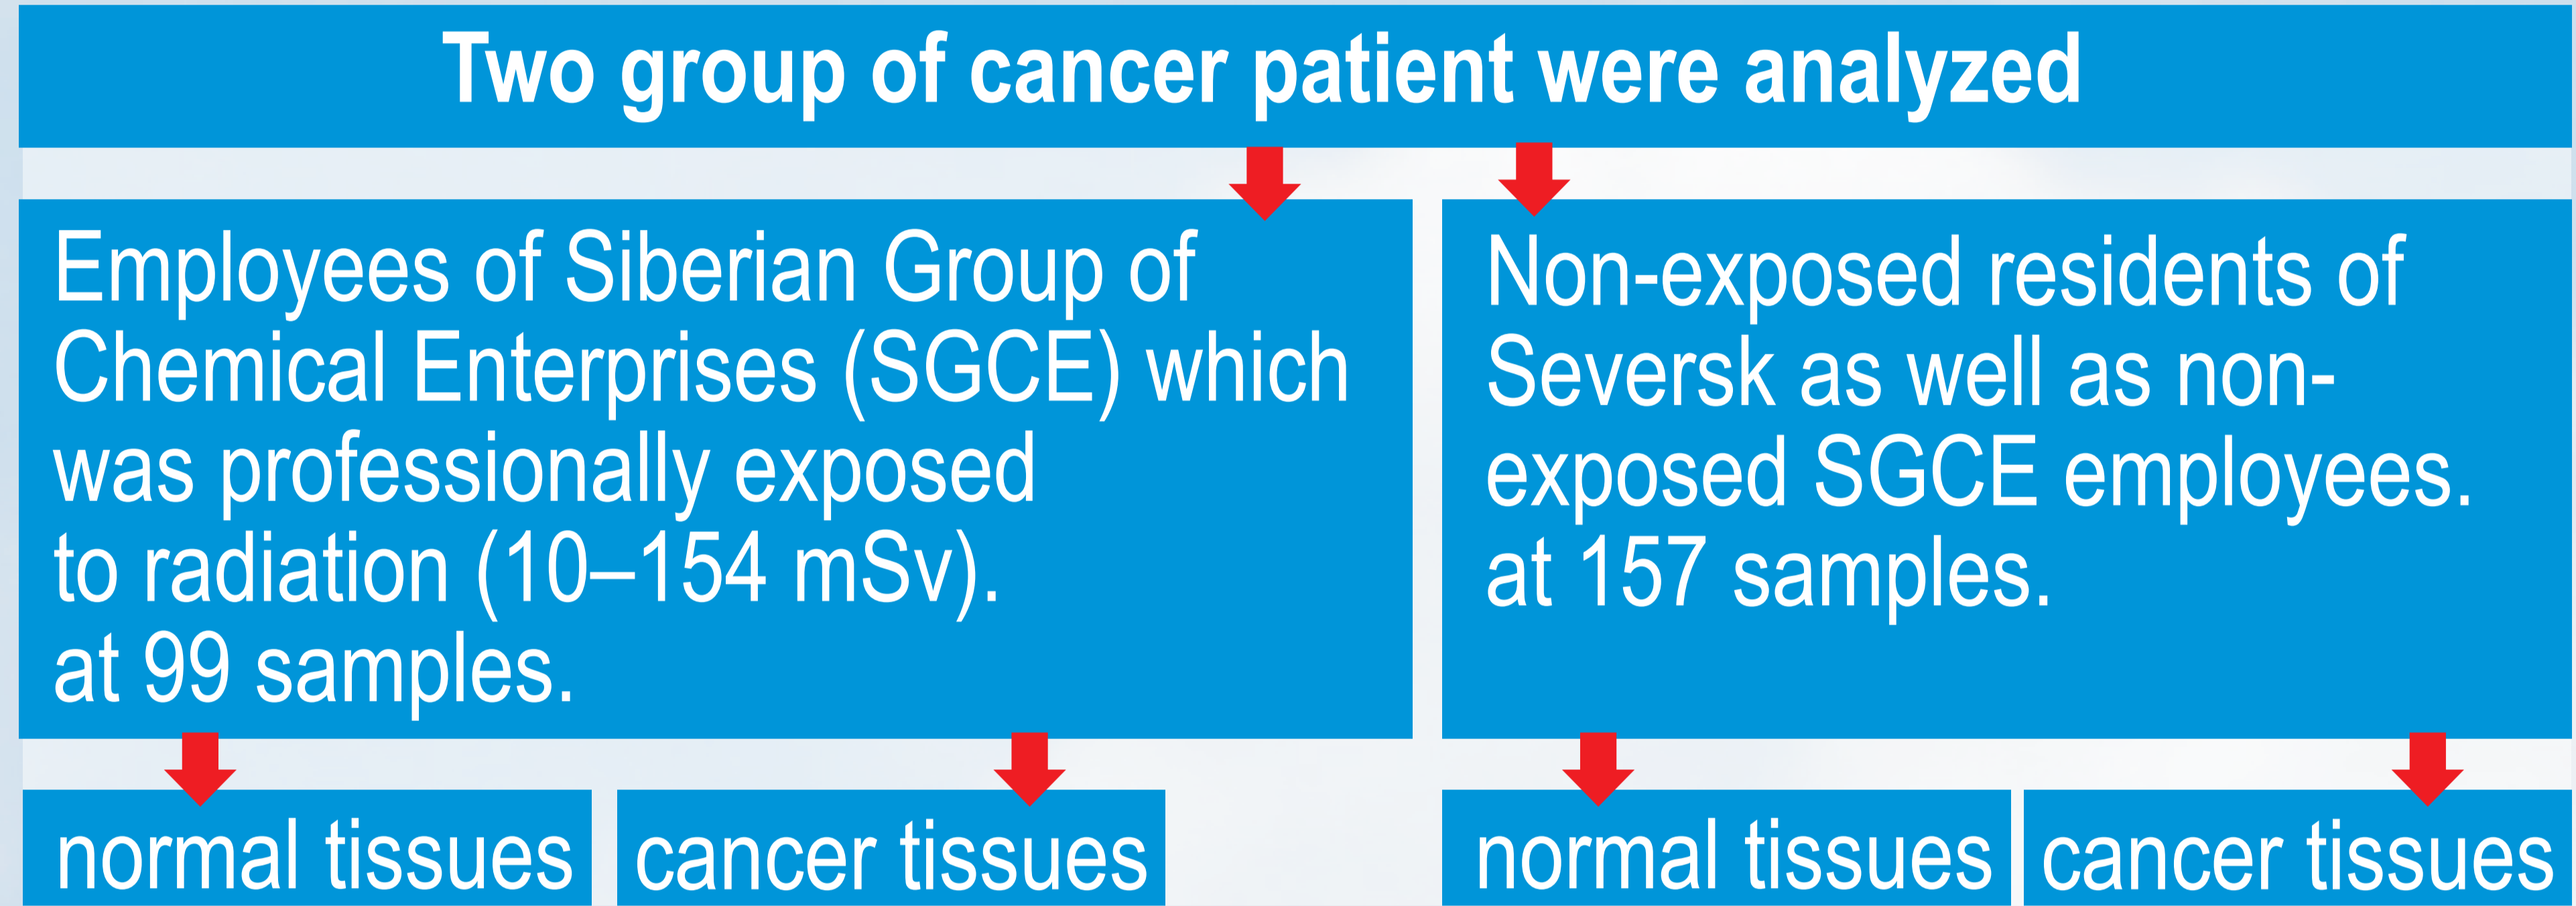 Two group of cancer patient were analyzed
Employees of Siberian Group of
Chemical Enterprises (SGCE) which
was professionally exposed
to radiation (10–154 mSv).
at 99 samples.
Non-exposed residents of
Seversk as well as non-
exposed SGCE employees.
at 157 samples.
normal tissues
cancer tissues
normal tissues
cancer tissues